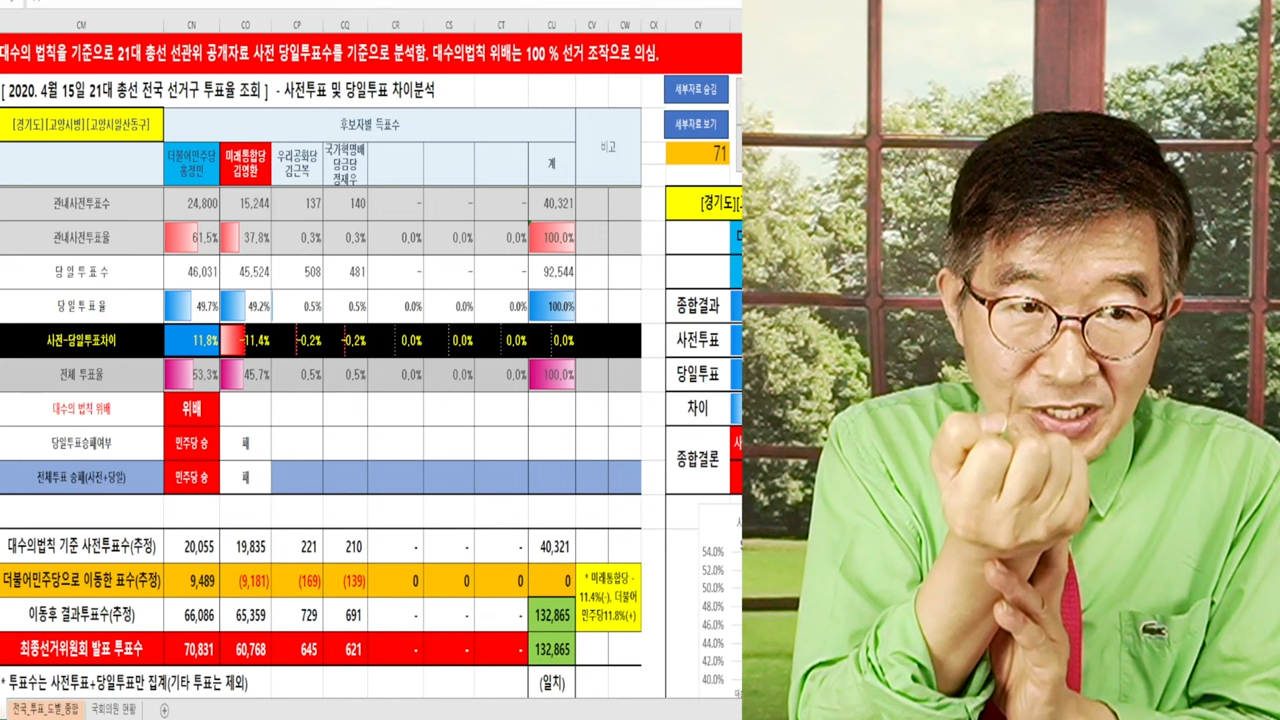 CM CN CO CP CQ CR CS CT CU CV CW CX CY
대수의 법칙을 기준으로 21대 총선 선관위 공개자료 사전 당일투표수를 기준으로 분석함. 대수의법칙 위배는 100 % 선거 조작으로 의심.
[ 2020. 4월 15일 21대 총선 전국 선거구 투표율 조회 ] - 사전투표 및 당일투표 차이분석
세부자료 숨김
[경기도][고양시병][고양시일산동구] 후보자별 득표수 비고
세부자료 보기
71
더불어민주당 홍정민 미래통합당 김영환 우리공화당 김근복 국가혁명배당금당 정재우 계
[경기도][
관내사전투표수 24,800 15,244 137 140 - - - 40,321
관내사전투표율 61.5% 37.8% 0.3% 0.3% 0.0% 0.0% 0.0% 100.0%
당 일 투 표 수 46,031 45,524 508 481 - - - 92,544
당 일 투 표 율 49.7% 49.2% 0.5% 0.5% 0.0% 0.0% 0.0% 100.0%
종합결과
사전-당일투표차이 11.8% -11.4% -0.2% -0.2% 0.0% 0.0% 0.0% 0.0%
사전투표
전체 투표율 53.3% 45.7% 0.5% 0.5% 0.0% 0.0% 0.0% 100.0%
당일투표
대수의 법칙 위배 위배
차이
당일투표승패여부 민주당 승 패
종합결론
전체투표 승패(사전+당일) 민주당 승 패
대수의법칙 기준 사전투표수(추정) 20,055 19,835 221 210 - - - 40,321
더불어민주당으로 이동한 표수(추정) 9,489 (9,181) (169) (139) 0 0 0 0
* 미래통합당 -
11.4%(-), 더불어
민주당11.8%(+)
이동후 결과투표수(추정) 66,086 65,359 729 691 - - - 132,865
최종선거위원회 발표 투표수 70,831 60,768 645 621 - - - 132,865
* 투표수는 사전투표+당일투표만 집계(기타 투표는 제외) (일치)
54.0%
52.0%
50.0%
48.0%
46.0%
44.0%
42.0%
40.0%
전국_투표_도별_종합 국회의원 현황